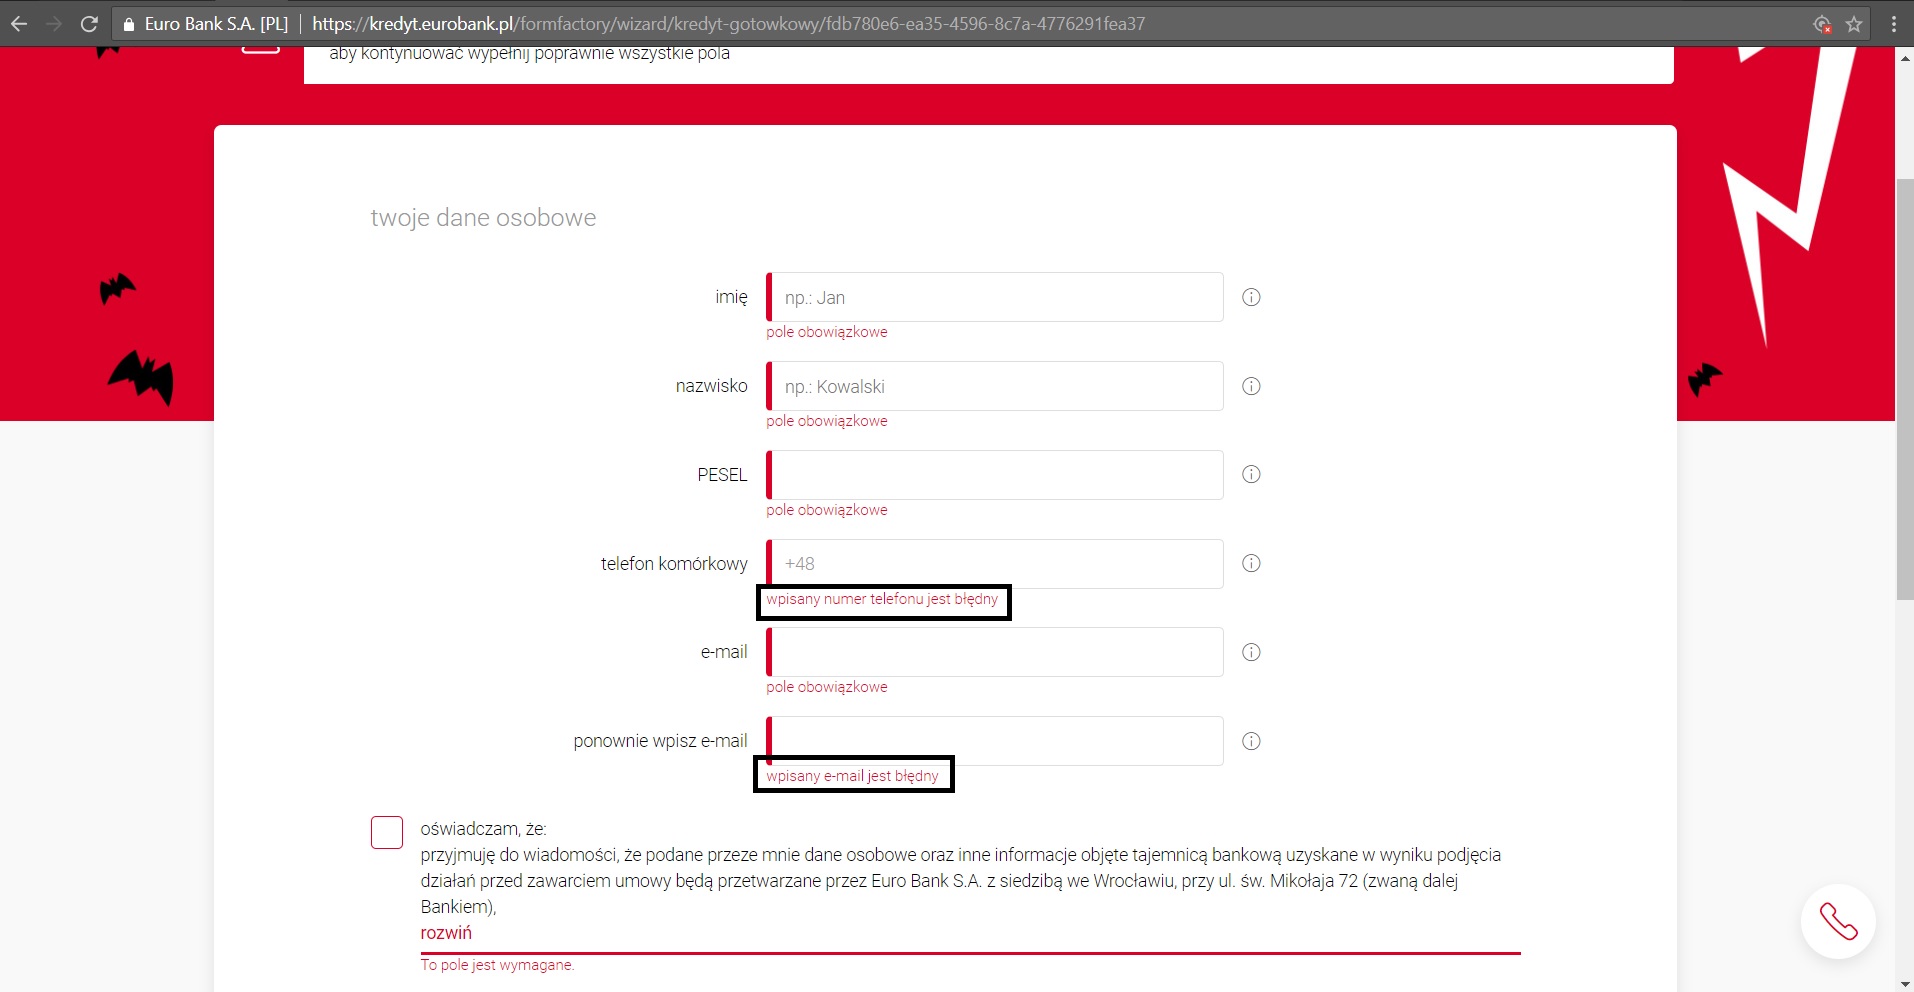 Euro Bank S.A. [PL] https://kredyt.eurobank.pl/formfactory/wizard/kredyt-gotowkowy/fdb780e6-ea35-4596-8c7a-4776291fea37
aby kontynuować wypełnij poprawnie wszystkie pola
twoje dane osobowe
imię np.: Jan
pole obowiązkowe
nazwisko np.: Kowalski
pole obowiązkowe
PESEL
pole obowiązkowe
telefon komórkowy +48
wpisany numer telefonu jest błędny
e-mail
pole obowiązkowe
ponownie wpisz e-mail
wpisany e-mail jest błędny
oświadczam, że:
przyjmuję do wiadomości, że podane przeze mnie dane osobowe oraz inne informacje objęte tajemnicą bankową uzyskane w wyniku podjęcia
działań przed zawarciem umowy będą przetwarzane przez Euro Bank S.A. z siedzibą we Wrocławiu, przy ul. św. Mikołaja 72 (zwaną dalej
Bankiem),
rozwiń
To pole jest wymagane.